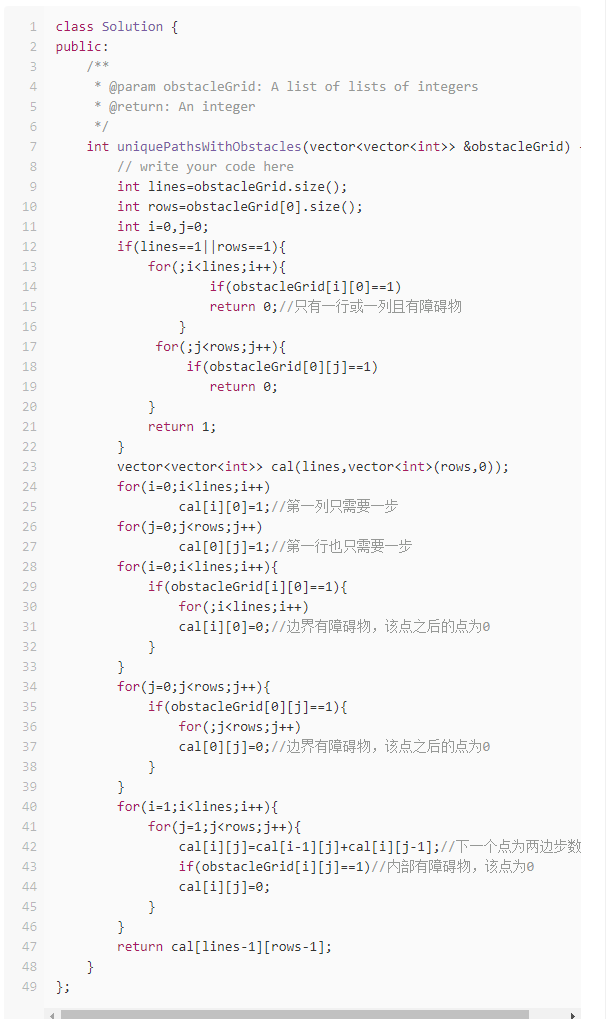 1 class Solution {
2 public:
3     /**
4      * @param obstacleGrid: A list of lists of integers
5      * @return: An integer
6      */
7     int uniquePathsWithObstacles(vector<vector<int>> &obstacleGrid)
8         // write your code here
9         int lines=obstacleGrid.size();
10         int rows=obstacleGrid[0].size();
11         int i=0,j=0;
12         if(lines==1||rows==1){
13             for(;i<lines;i++){
14                     if(obstacleGrid[i][0]==1)
15                     return 0;//只有一行或一列且有障碍物
16                 }
17              for(;j<rows;j++){
18                  if(obstacleGrid[0][j]==1)
19                     return 0;
20             }
21             return 1;
22         }
23         vector<vector<int>> cal(lines,vector<int>(rows,0));
24         for(i=0;i<lines;i++)
25                 cal[i][0]=1;//第一列只需要一步
26         for(j=0;j<rows;j++)
27                 cal[0][j]=1;//第一行也只需要一步
28         for(i=0;i<lines;i++){
29             if(obstacleGrid[i][0]==1){
30                 for(;i<lines;i++)
31                 cal[i][0]=0;//边界有障碍物，该点之后的点为0
32             }
33         }
34         for(j=0;j<rows;j++){
35             if(obstacleGrid[0][j]==1){
36                 for(;j<rows;j++)
37                 cal[0][j]=0;//边界有障碍物，该点之后的点为0
38             }
39         }
40         for(i=1;i<lines;i++){
41             for(j=1;j<rows;j++){
42                 cal[i][j]=cal[i-1][j]+cal[i][j-1];//下一个点为两边步数
43                 if(obstacleGrid[i][j]==1)//内部有障碍物，该点为0
44                 cal[i][j]=0;
45             }
46         }
47         return cal[lines-1][rows-1];
48     }
49 };